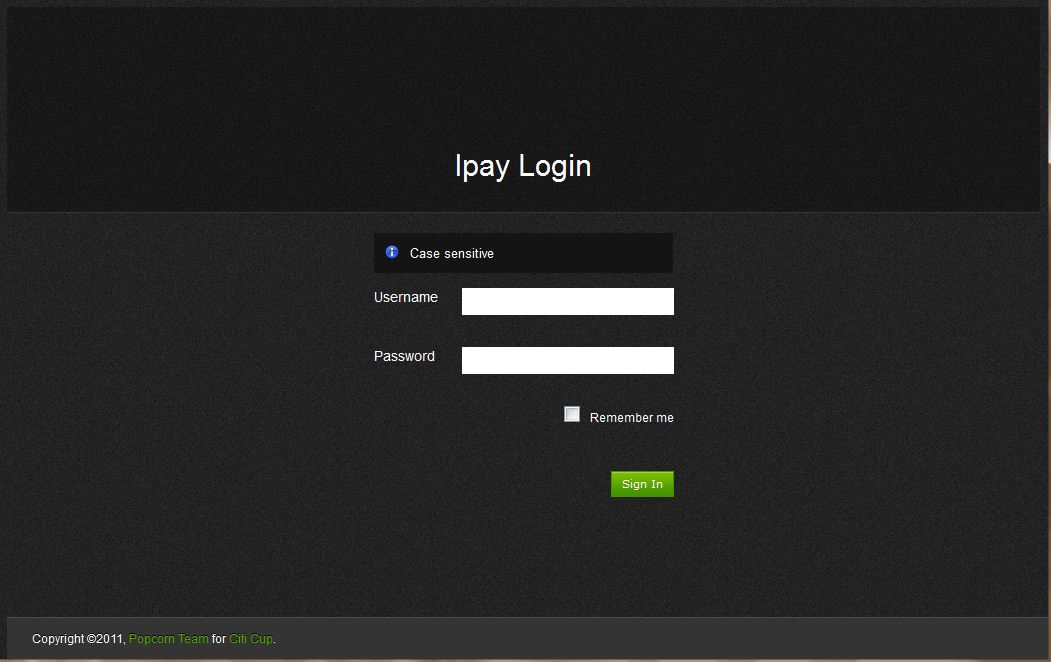 Ipay Login
Case sensitive
Username
Password
Remember me
Sign In
Copyright ©2011, Popcorn Team for Citi Cup.